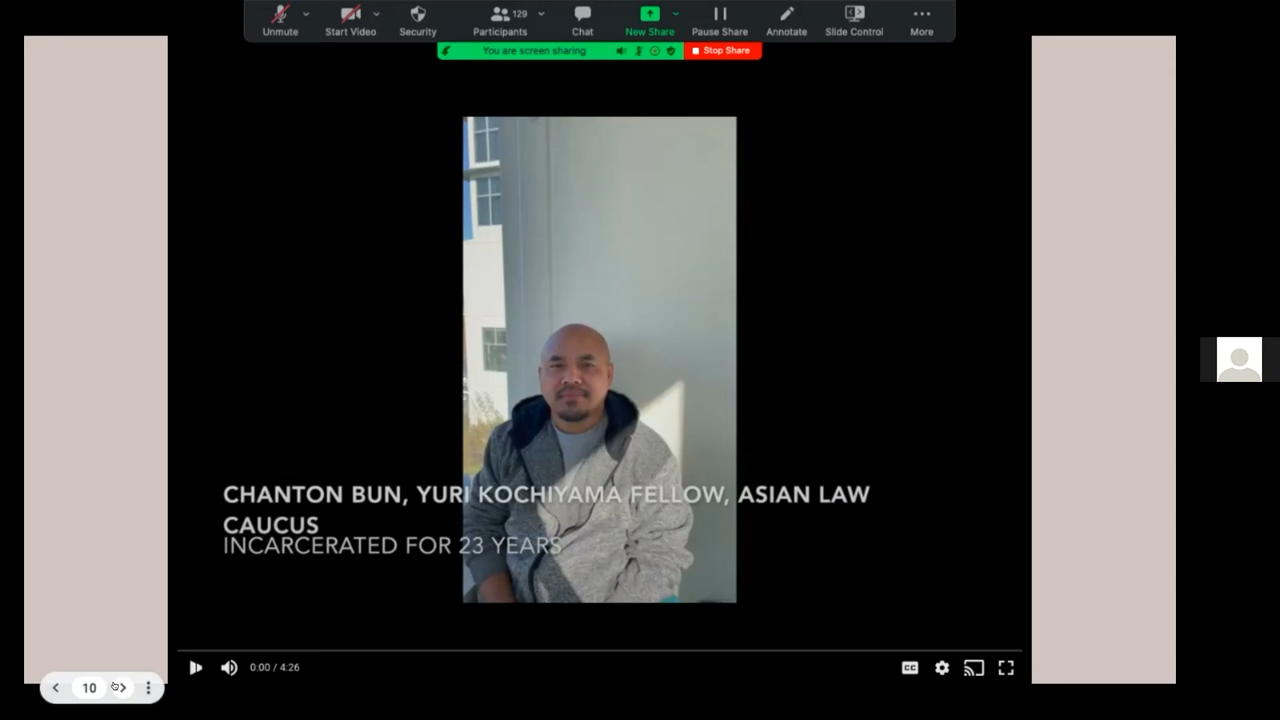 129
Unmute
Start Video
Security
Participants
Chat
New Share
Pause Share
Annotate
Slide Control
More
You are screen sharing
Stop Share
CHANTON BUN, YURI KOCHIYAMA FELLOW, ASIAN LAW
CAUCUS
INCARCERATED FOR 23 YEARS
0:00 / 4:26
CC
10